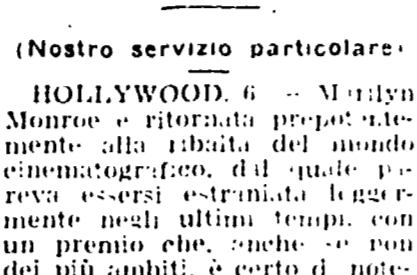 (Nostro servizio particolare)
HOLLYWOOD, 6 — Marilyn
Monroe è ritornata prepotente-
mente alla ribalta del mondo
cinematografico, dal quale pa-
reva essersi estraniata legger-
mente negli ultimi tempi, con
un premio che, anche se non
dei più ambiti, è certo di note-